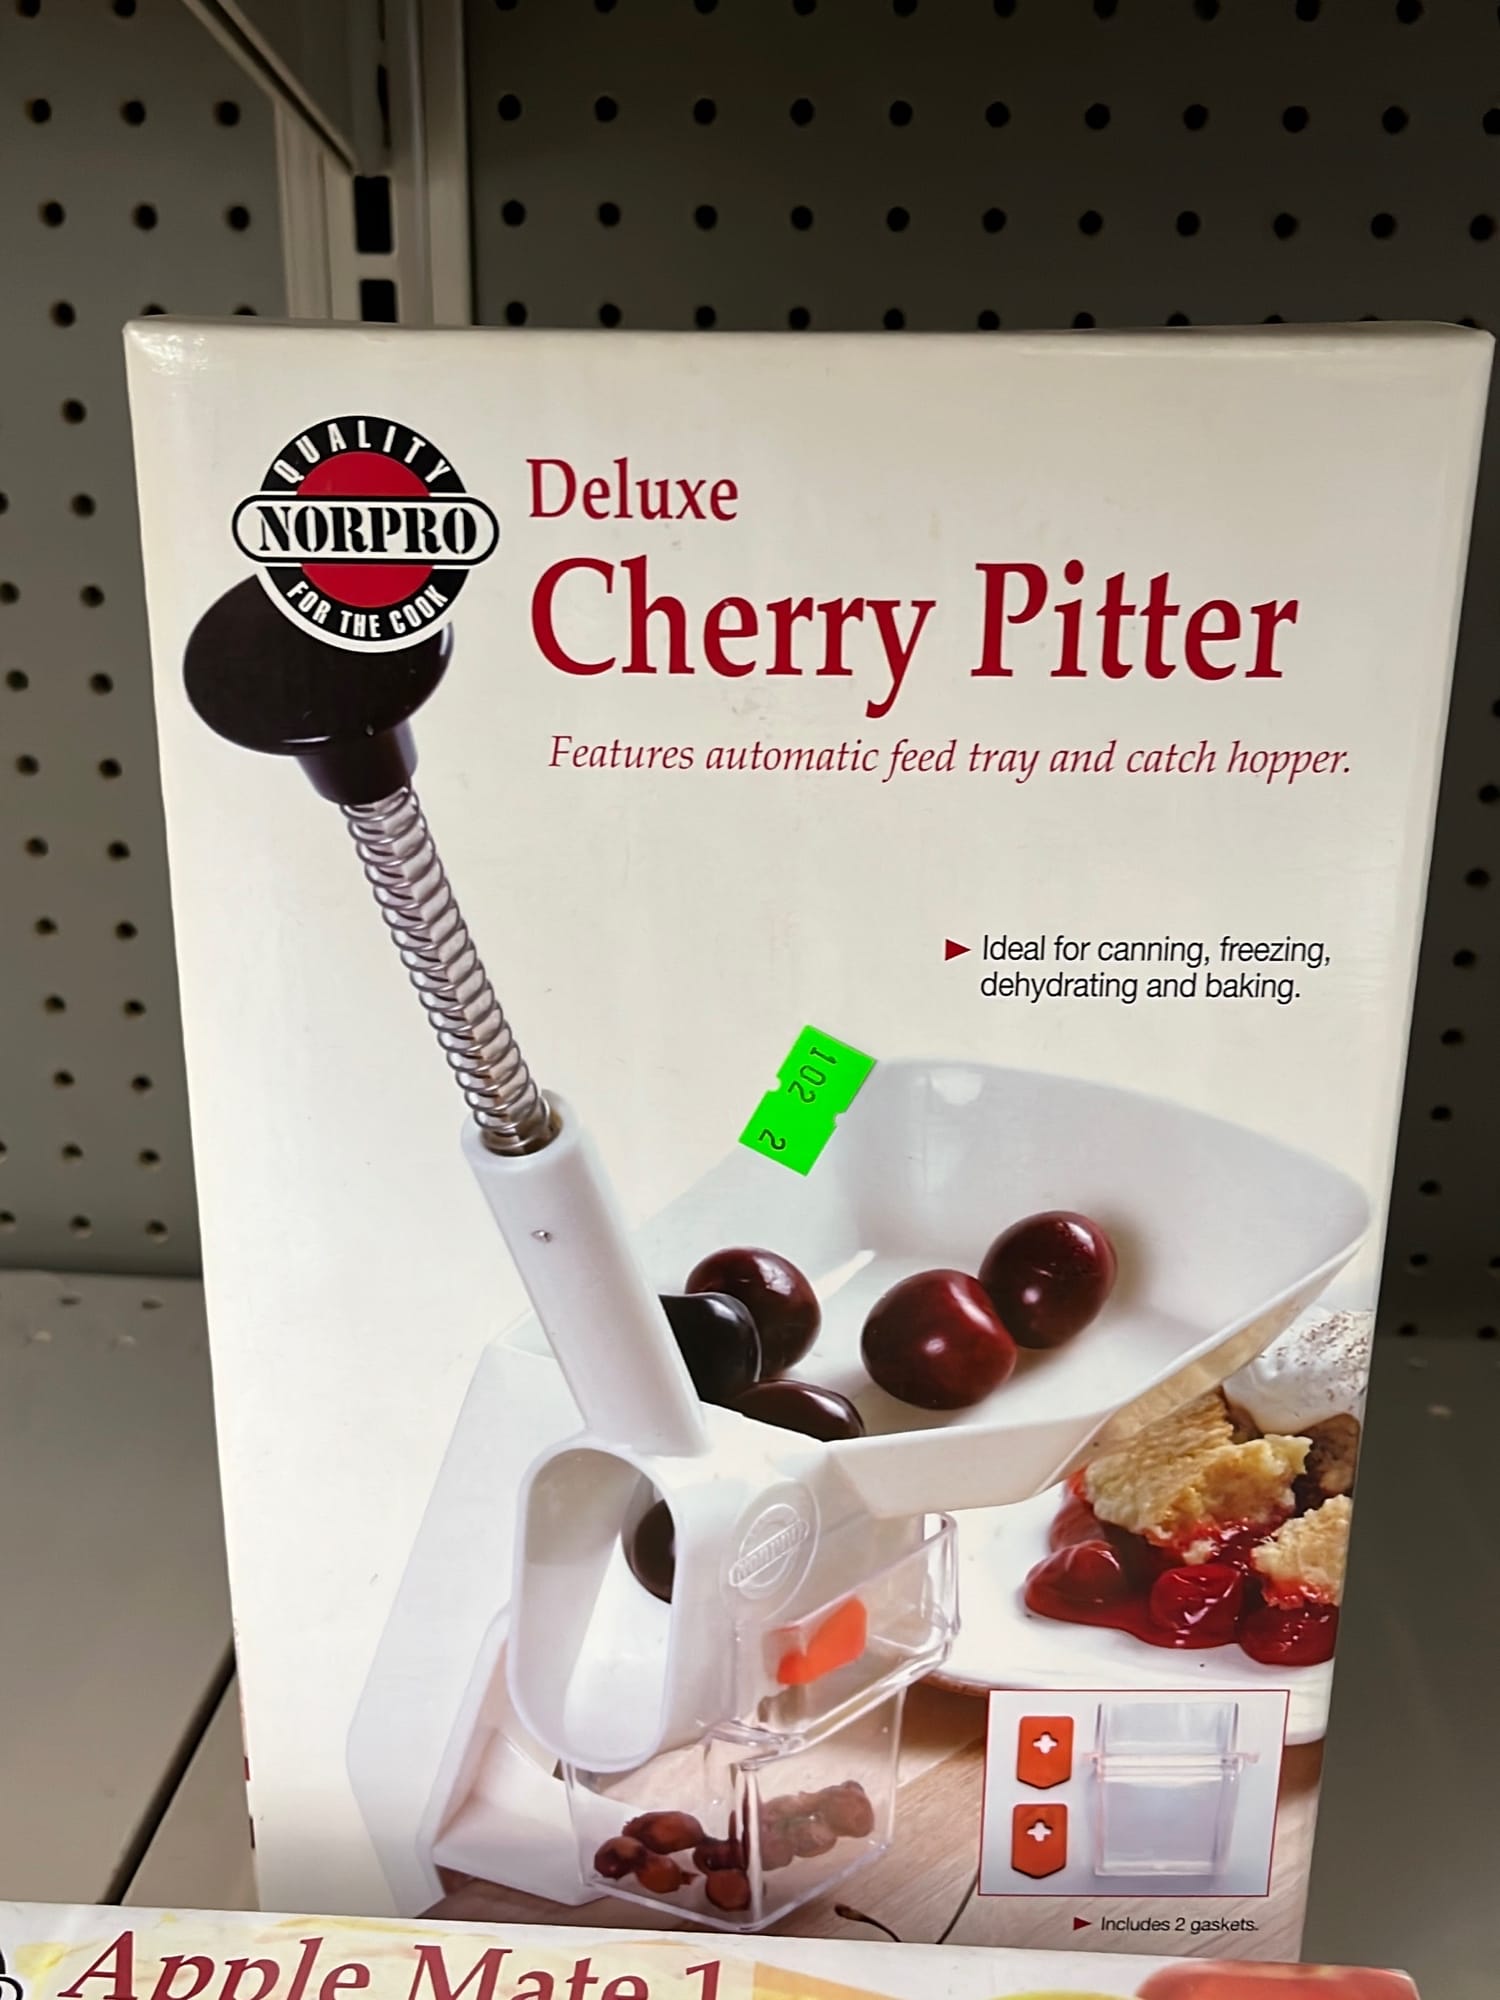 QUALITY
NORPRO
FOR THE COOK
Deluxe
Cherry Pitter
Features automatic feed tray and catch hopper.
► Ideal for canning, freezing,
dehydrating and baking.
102 2
NORPRO
► Includes 2 gaskets.
Apple Mate 1